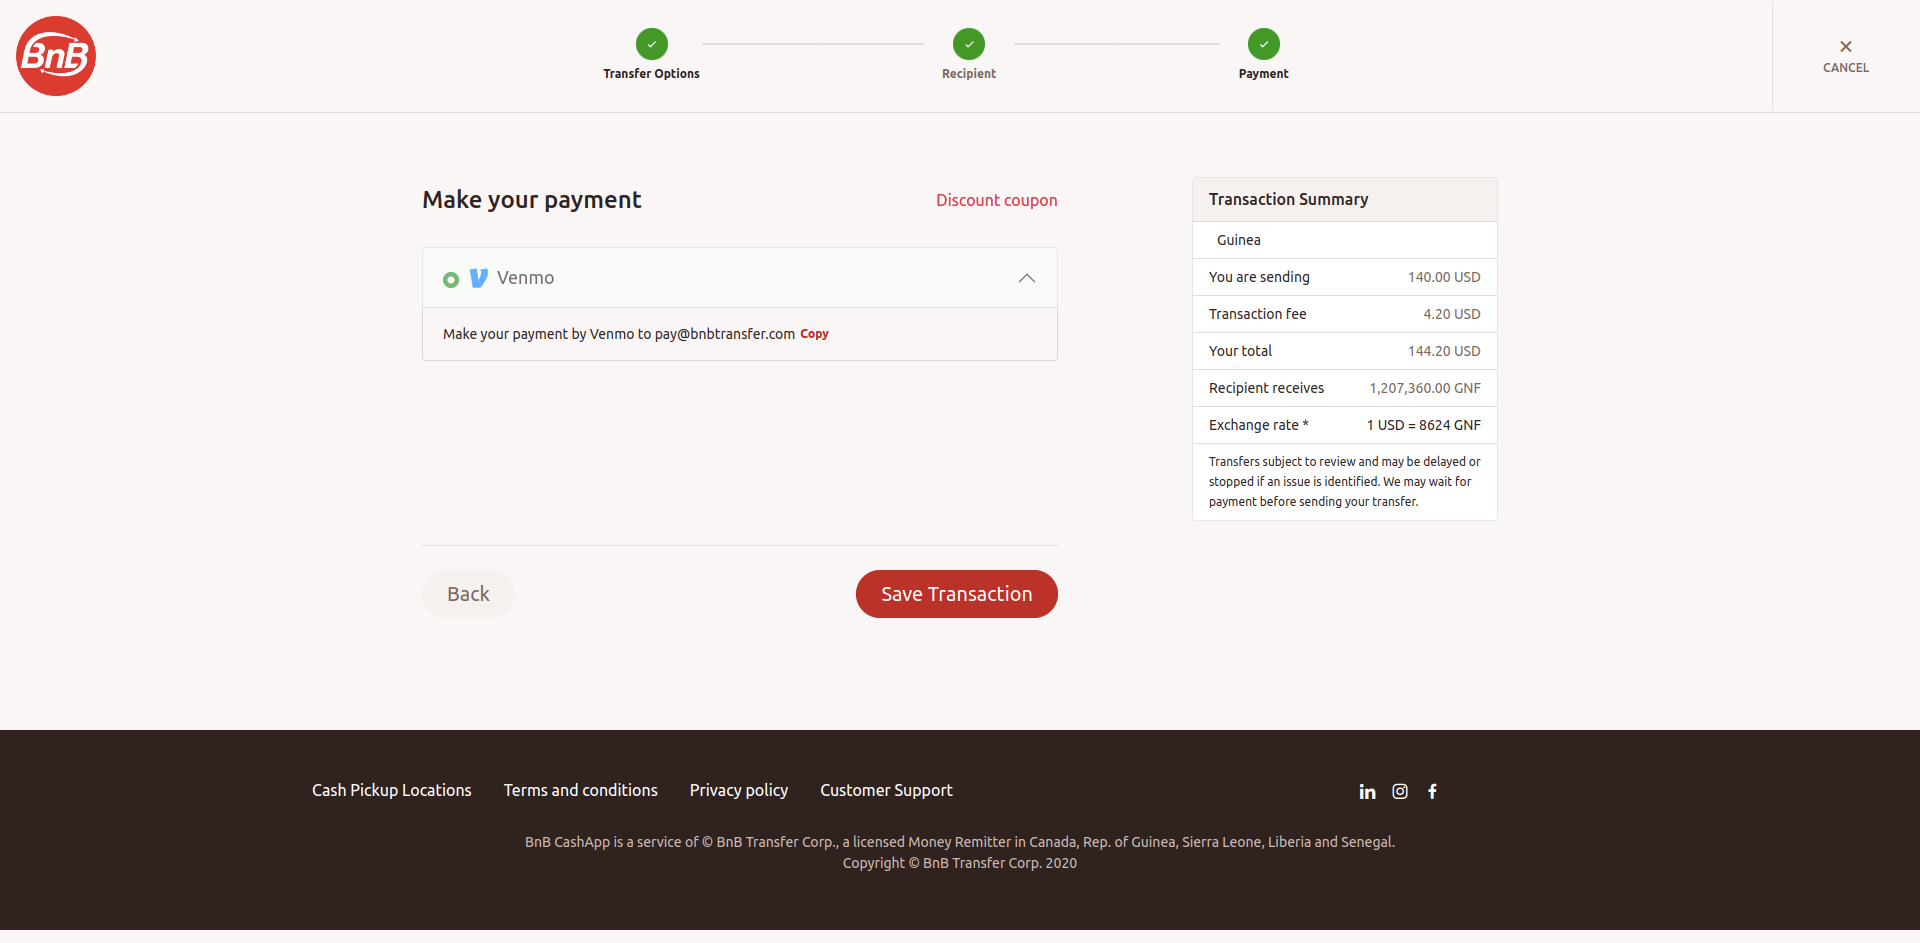 BnB
Transfer Options
Recipient
Payment
CANCEL
Make your payment
Discount coupon
Venmo
Make your payment by Venmo to pay@bnbtransfer.com Copy
Transaction Summary
Guinea
You are sending 140.00 USD
Transaction fee 4.20 USD
Your total 144.20 USD
Recipient receives 1,207,360.00 GNF
Exchange rate * 1 USD = 8624 GNF
Transfers subject to review and may be delayed or
stopped if an issue is identified. We may wait for
payment before sending your transfer.
Back
Save Transaction
Cash Pickup Locations
Terms and conditions
Privacy policy
Customer Support
BnB CashApp is a service of © BnB Transfer Corp., a licensed Money Remitter in Canada, Rep. of Guinea, Sierra Leone, Liberia and Senegal.
Copyright © BnB Transfer Corp. 2020